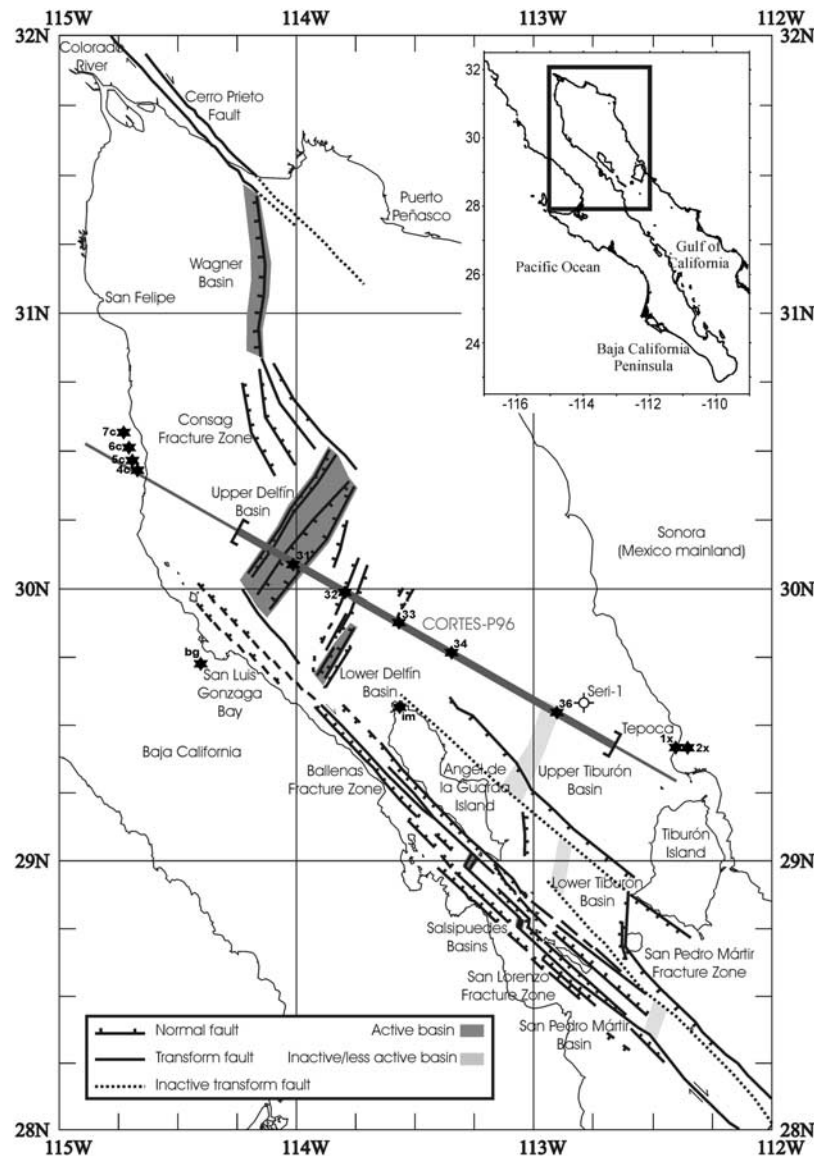 115W
114W
113W
112W
32N
Colorado
River
Cerro Prieto
Fault
Puerto
Peñasco
Wagner
Basin
31N
San Felipe
32
30
28
26
24
-116
-114
-112
-110
Pacific Ocean
Gulf of
California
Baja California
Peninsula
Consag
Fracture Zone
7c
6c
5c
4c
Upper Delfín
Basin
Sonora
(Mexico mainland)
31
30N
32
33
CORTES-P96
34
bg
San Luis
Gonzaga
Bay
Lower Delfín
Basin
im
36
Seri-1
Tepoca
1x
2x
Baja California
Ballenas
Fracture Zone
Angel de
la Guarda
Island
Upper Tiburón
Basin
Tiburón
Island
29N
Lower Tiburón
Basin
Salsipuedes
Basins
San Pedro Mártir
Fracture Zone
San Lorenzo
Fracture Zone
San Pedro Mártir
Basin
Normal fault
Active basin
Transform fault
Inactive/less active basin
Inactive transform fault
28N
115W
114W
113W
112W